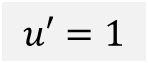 u′ = 1